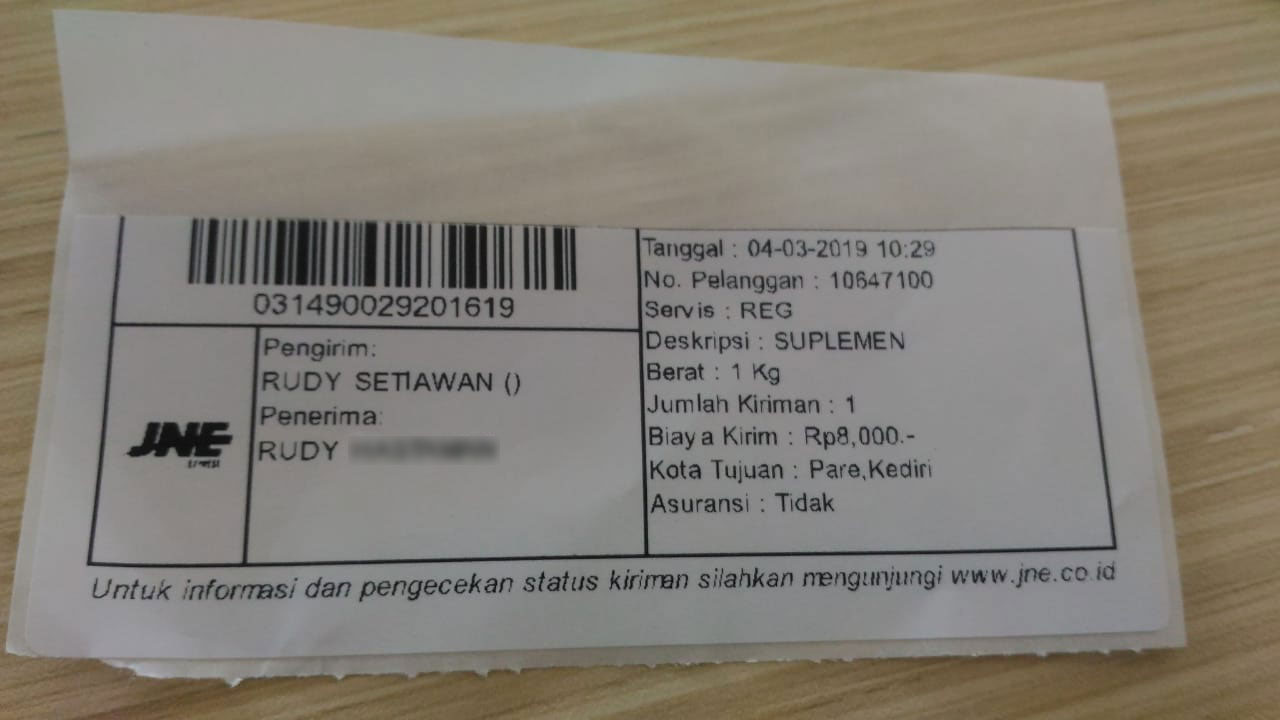 031490029201619
JNE
EXPRESS
Pengirim:
RUDY SETIAWAN ()
Penerima:
RUDY
Tanggal : 04-03-2019 10:29
No. Pelanggan : 10647100
Servis : REG
Deskripsi : SUPLEMEN
Berat : 1 Kg
Jumlah Kiriman : 1
Biaya Kirim : Rp8,000.-
Kota Tujuan : Pare,Kediri
Asuransi : Tidak
Untuk informasi dan pengecekan status kiriman silahkan mengunjungi www.jne.co.id